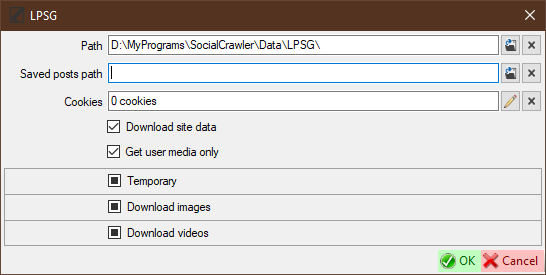 LPSG
Path D:\MyPrograms\SocialCrawler\Data\LPSG\
Saved posts path
Cookies 0 cookies
Download site data
Get user media only
Temporary
Download images
Download videos
OK Cancel